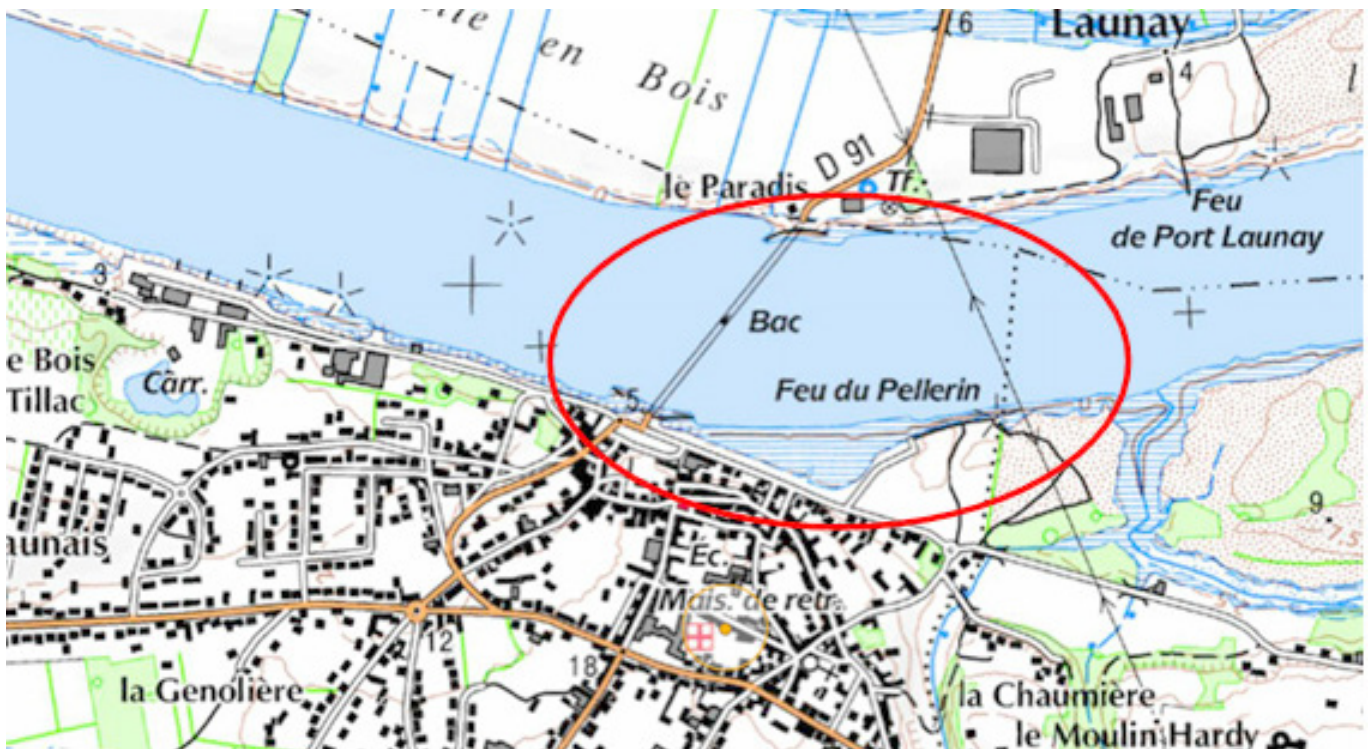 en
Bois
Launay
6
4
D 91
le Paradis
Tf
Feu
de Port Launay
3
Bac
e Bois
Tillac
Carr.
Feu du Pellerin
5
9
aunais
Éc.
Mais. de retr.
12
18
la Genolière
la Chaumière
le Moulin Hardy